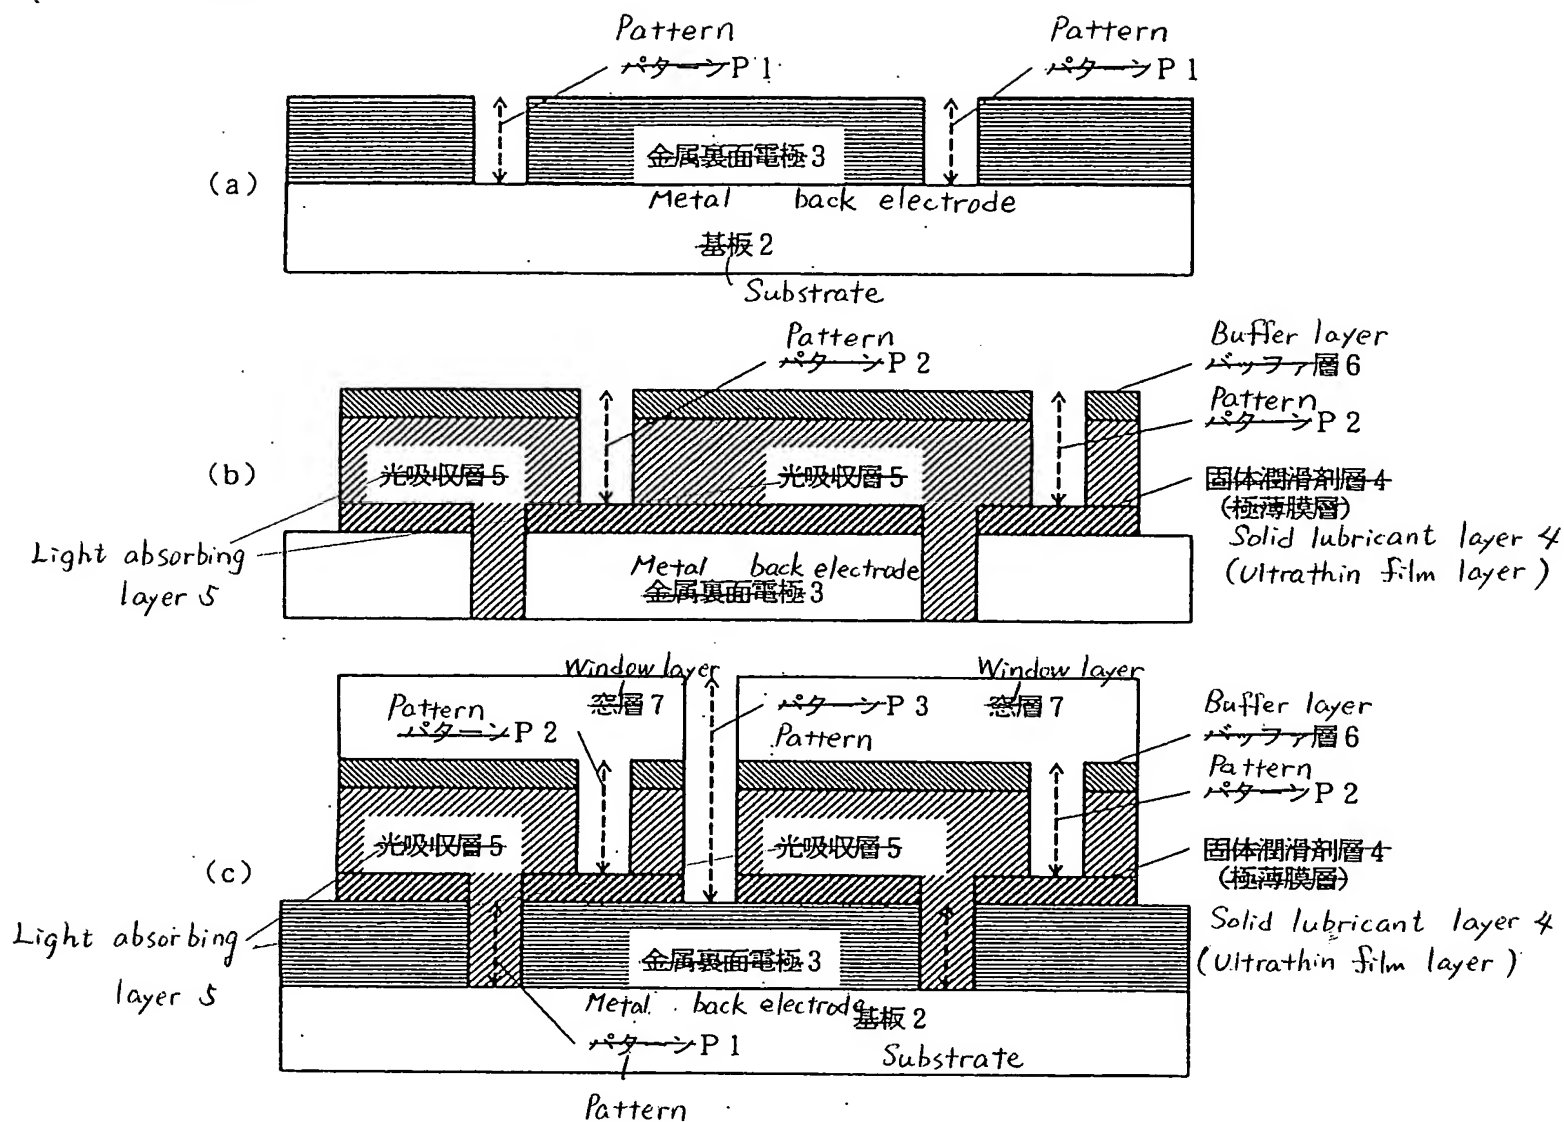 Pattern
パターンP1
Pattern
パターンP1
金属裏面電極3
(a)
Metal back electrode
基板2
Substrate
Pattern
パターンP2
Buffer layer
バッファ層6
Pattern
パターンP2
(b)
光吸収層5
光吸収層5
固体潤滑剤層4
(極薄膜層)
Solid lubricant layer 4
(Ultrathin film layer)
Light absorbing
layer 5
Metal back electrode
金属裏面電極3
Window layer
窓層7
Window layer
窓層7
Pattern
パターンP2
パターンP3
Pattern
Buffer layer
バッファ層6
Pattern
パターンP2
(c)
光吸収層5
光吸収層5
固体潤滑剤層4
(極薄膜層)
Solid lubricant layer 4
(Ultrathin film layer)
Light absorbing
layer 5
金属裏面電極3
Metal back electrode
基板2
パターンP1
Substrate
Pattern